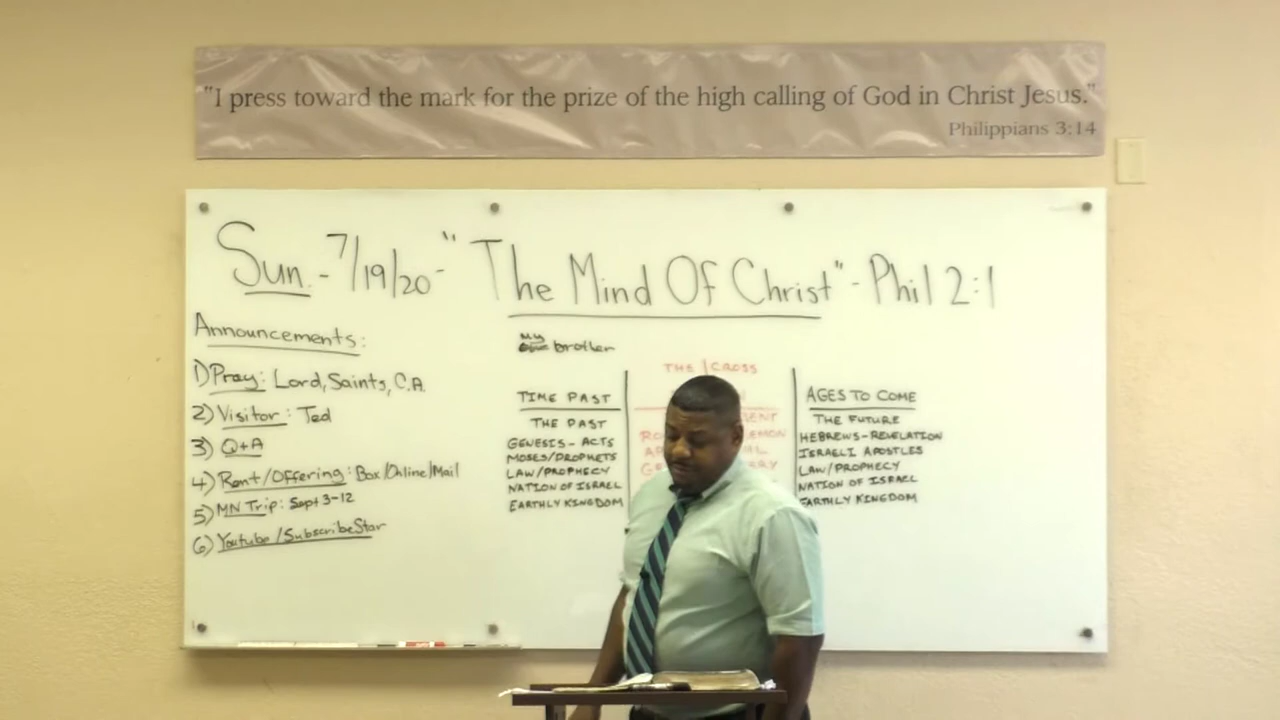 "I press toward the mark for the prize of the high calling of God in Christ Jesus."
Philippians 3:14
Sun. - 7/19/20 - "The Mind Of Christ" - Phil 2:1
Announcements:
1) Pray: Lord, Saints, C.A.
2) Visitor: Ted
3) Q+A
4) Rent/Offering: Box/Online/Mail
5) MN Trip: Sept 3-12
6) Youtube/SubscribeStar
My
brother
TIME PAST
THE PAST
GENESIS - ACTS
MOSES/PROPHETS
LAW/PROPHECY
NATION OF ISRAEL
EARTHLY KINGDOM
THE CROSS
AGES TO COME
THE FUTURE
HEBREWS - REVELATION
ISRAELI APOSTLES
LAW/PROPHECY
NATION OF ISRAEL
EARTHLY KINGDOM